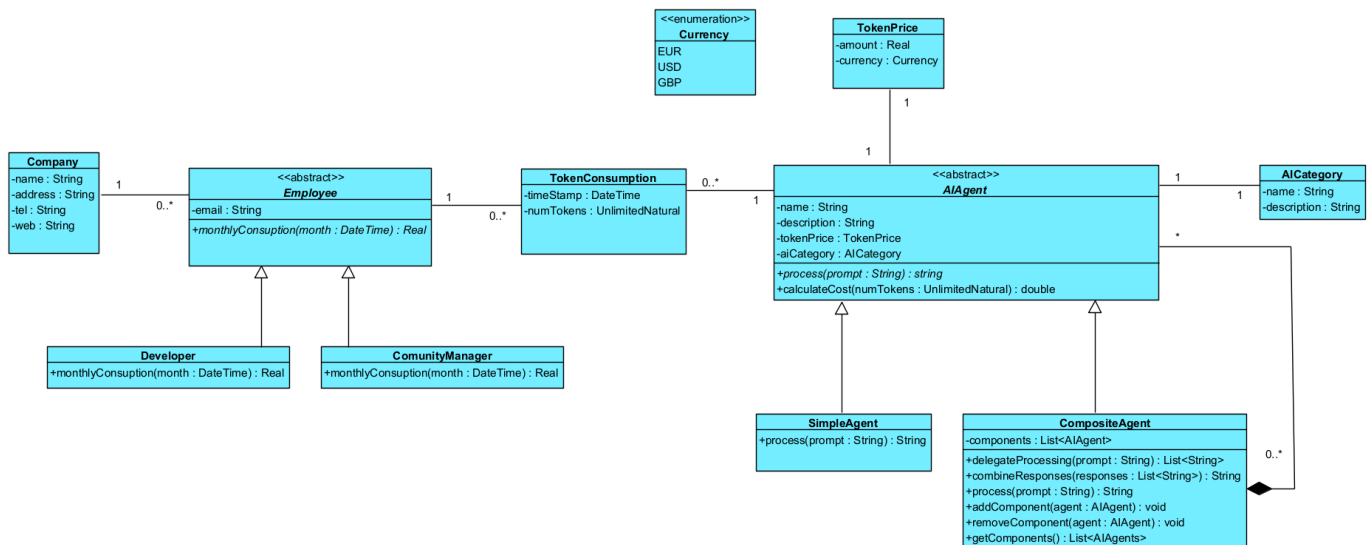 <<enumeration>>
Currency
EUR
USD
GBP
TokenPrice
-amount : Real
-currency : Currency
1
1
Company
-name : String
-address : String
-tel : String
-web : String
1
0..*
<<abstract>>
Employee
-email : String
+monthlyConsuption(month : DateTime) : Real
1
0..*
TokenConsumption
-timeStamp : DateTime
-numTokens : UnlimitedNatural
0..*
1
<<abstract>>
AIAgent
-name : String
-description : String
-tokenPrice : TokenPrice
-aiCategory : AICategory
+process(prompt : String) : string
+calculateCost(numTokens : UnlimitedNatural) : double
1
1
AICategory
-name : String
-description : String
*
0..*
Developer
+monthlyConsuption(month : DateTime) : Real
ComunityManager
+monthlyConsuption(month : DateTime) : Real
SimpleAgent
+process(prompt : String) : String
CompositeAgent
-components : List<AIAgent>
+delegateProcessing(prompt : String) : List<String>
+combineResponses(responses : List<String>) : String
+process(prompt : String) : String
+addComponent(agent : AIAgent) : void
+removeComponent(agent : AIAgent) : void
+getComponents() : List<AIAgents>